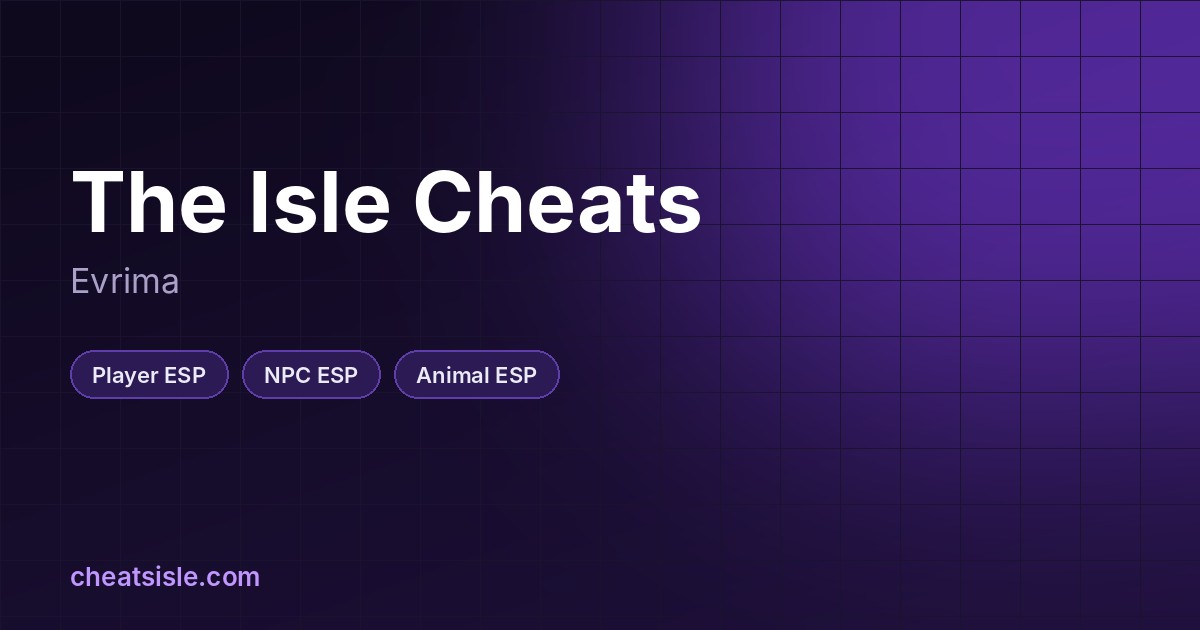 The Isle Cheats
Evrima
Player ESP NPC ESP Animal ESP
cheatsisle.com